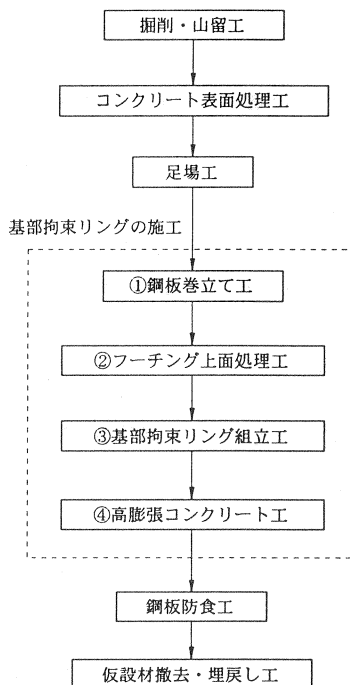 掘削・山留工
コンクリート表面処理工
足場工
基部拘束リングの施工
①鋼板巻立て工
②フーチング上面処理工
③基部拘束リング組立工
④高膨張コンクリート工
鋼板防食工
仮設材撤去・埋戻し工